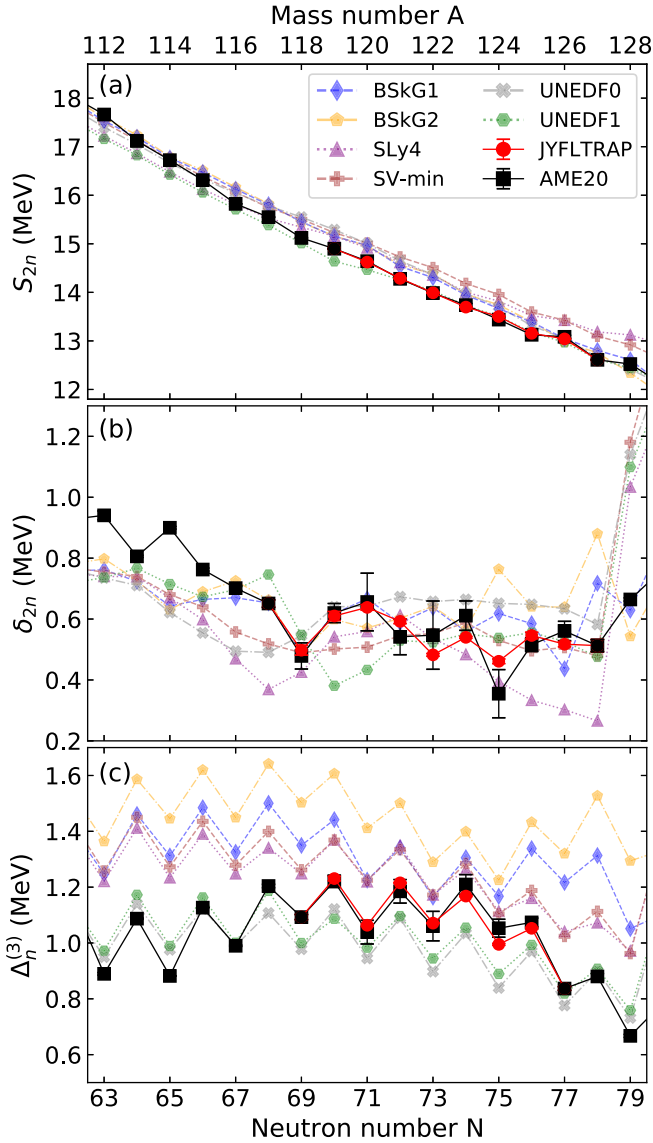 Mass number A
112 114 116 118 120 122 124 126 128
(a)
BSkG1 UNEDF0
BSkG2 UNEDF1
SLy4 JYFLTRAP
SV-min AME20
18
17
16
15
14
13
12
S₂ₙ (MeV)
(b)
1.2
1.0
0.8
0.6
0.4
0.2
δ₂ₙ (MeV)
(c)
1.6
1.4
1.2
1.0
0.8
0.6
Δₙ⁽³⁾ (MeV)
63 65 67 69 71 73 75 77 79
Neutron number N